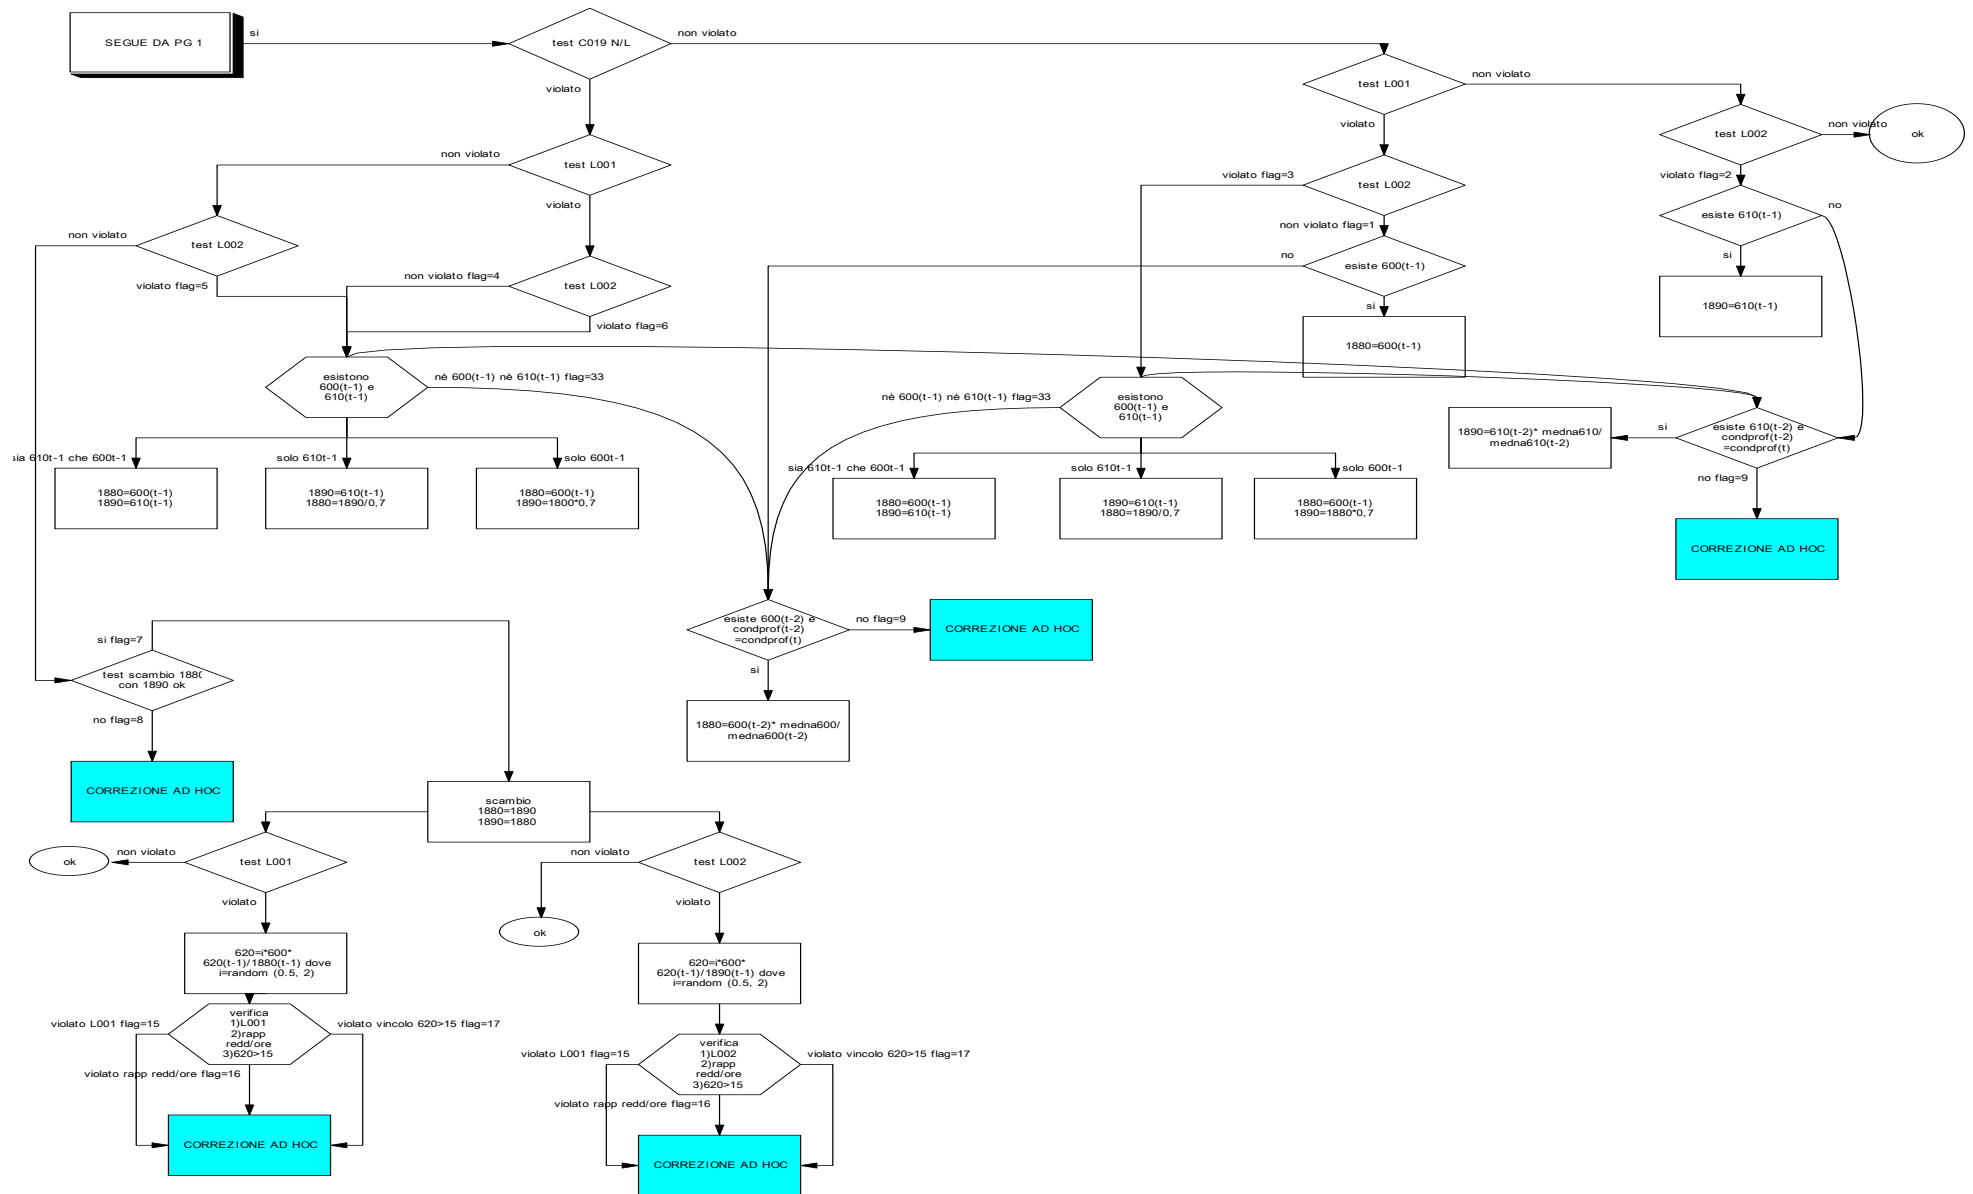 SEGUE DA PG 1
si
test C019 N/L
non violato
violato
test L001
non violato
violato
test L002
non violato
ok
violato flag=2
esiste 610(t-1)
no
si
1890=610(t-1)
test L002
violato flag=3
non violato flag=1
esiste 600(t-1)
no
si
1880=600(t-1)
test L001
non violato
violato
test L002
non violato
violato flag=5
test L002
non violato flag=4
violato flag=6
esistono
600(t-1) e
610(t-1)
nè 600(t-1) nè 610(t-1) flag=33
sia 610t-1 che 600t-1
solo 610t-1
solo 600t-1
1880=600(t-1)
1890=610(t-1)
1890=610(t-1)
1880=1890/0,7
1880=600(t-1)
1890=1800*0,7
esistono
600(t-1) e
610(t-1)
nè 600(t-1) nè 610(t-1) flag=33
sia 610t-1 che 600t-1
solo 610t-1
solo 600t-1
1880=600(t-1)
1890=610(t-1)
1890=610(t-1)
1880=1890/0,7
1880=600(t-1)
1890=1880*0,7
esiste 610(t-2) e
condprof(t-2)
=condprof(t)
si
1890=610(t-2)* medna610/
medna610(t-2)
no flag=9
CORREZIONE AD HOC
esiste 600(t-2) e
condprof(t-2)
=condprof(t)
no flag=9
CORREZIONE AD HOC
si
1880=600(t-2)* medna600/
medna600(t-2)
si flag=7
test scambio 188(
con 1890 ok
no flag=8
CORREZIONE AD HOC
scambio
1880=1890
1890=1880
test L001
non violato
ok
violato
620=i*600*
620(t-1)/1880(t-1) dove
i=random (0.5, 2)
verifica
1)L001
2)rapp
redd/ore
3)620>15
violato L001 flag=15
violato vincolo 620>15 flag=17
violato rapp redd/ore flag=16
CORREZIONE AD HOC
test L002
non violato
ok
violato
620=i*600*
620(t-1)/1890(t-1) dove
i=random (0.5, 2)
verifica
1)L002
2)rapp
redd/ore
3)620>15
violato L001 flag=15
violato vincolo 620>15 flag=17
violato rapp redd/ore flag=16
CORREZIONE AD HOC